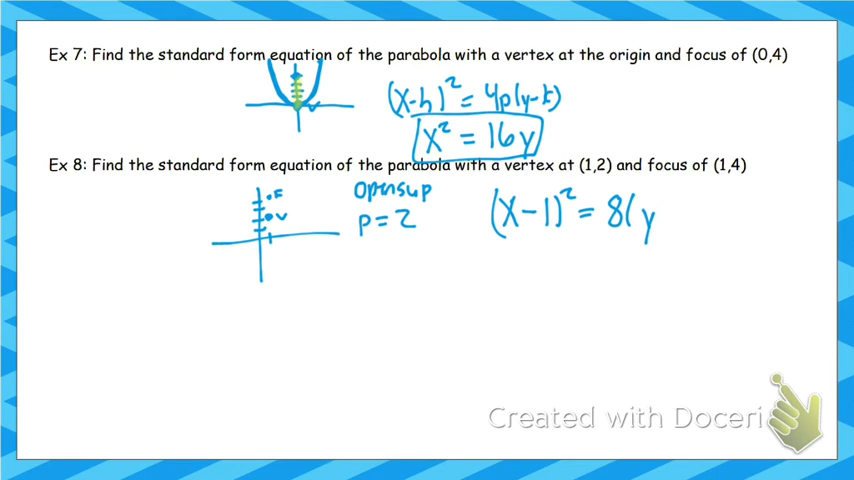 Ex 7: Find the standard form equation of the parabola with a vertex at the origin and focus of (0,4)
(x-h)² = 4p(y-k)
x² = 16y
Ex 8: Find the standard form equation of the parabola with a vertex at (1,2) and focus of (1,4)
F
V
opens up
p = 2
(x-1)² = 8(y
Created with Doceri